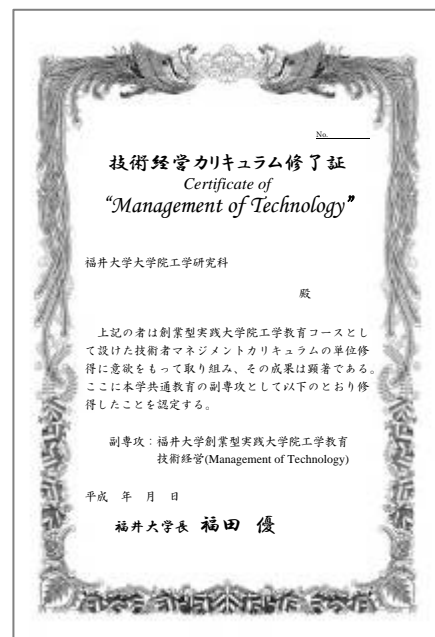 No.
技術経営カリキュラム修了証
Certificate of
“Management of Technology”
福井大学大学院工学研究科
殿
上記の者は創業型実践大学院工学教育コースとし
て設けた技術者マネジメントカリキュラムの単位修
得に意欲をもって取り組み、その成果は顕著である。
ここに本学共通教育の副専攻として以下のとおり修
得したことを認定する。
副専攻：福井大学創業型実践大学院工学教育
技術経営(Management of Technology)
平成 年 月 日
福井大学長 福田 優